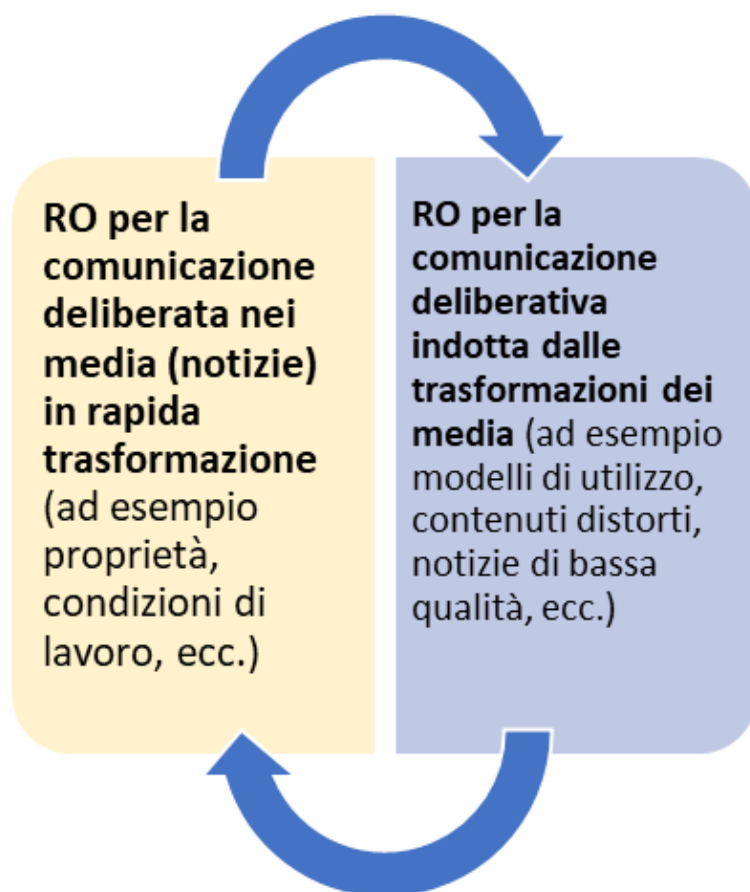 RO per la
comunicazione
deliberata nei
media (notizie)
in rapida
trasformazione
(ad esempio
proprietà,
condizioni di
lavoro, ecc.)
RO per la
comunicazione
deliberativa
indotta dalle
trasformazioni dei
media (ad esempio
modelli di utilizzo,
contenuti distorti,
notizie di bassa
qualità, ecc.)